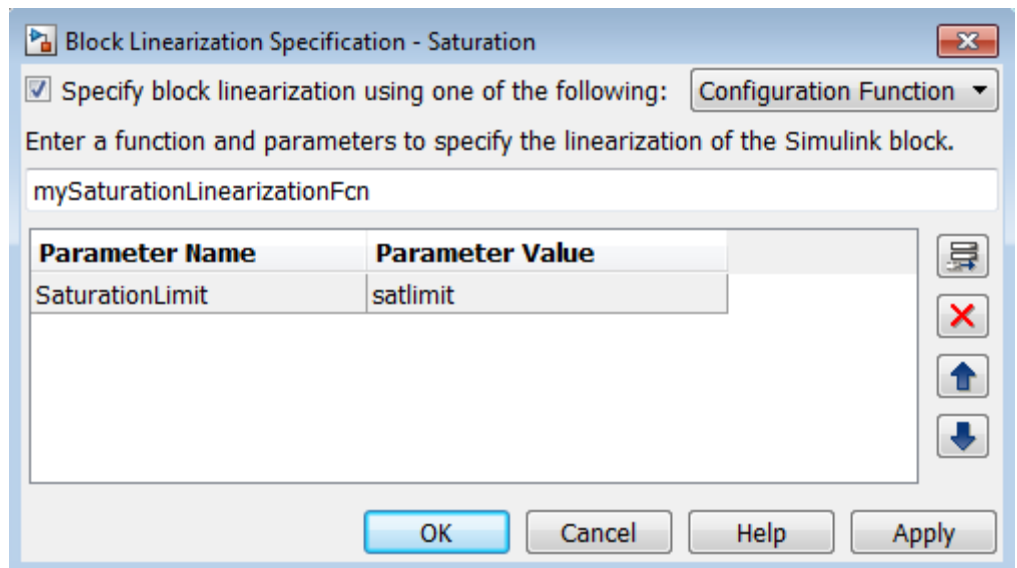 Block Linearization Specification - Saturation
Specify block linearization using one of the following: Configuration Function
Enter a function and parameters to specify the linearization of the Simulink block.
mySaturationLinearizationFcn
Parameter Name Parameter Value
SaturationLimit satlimit
OK Cancel Help Apply